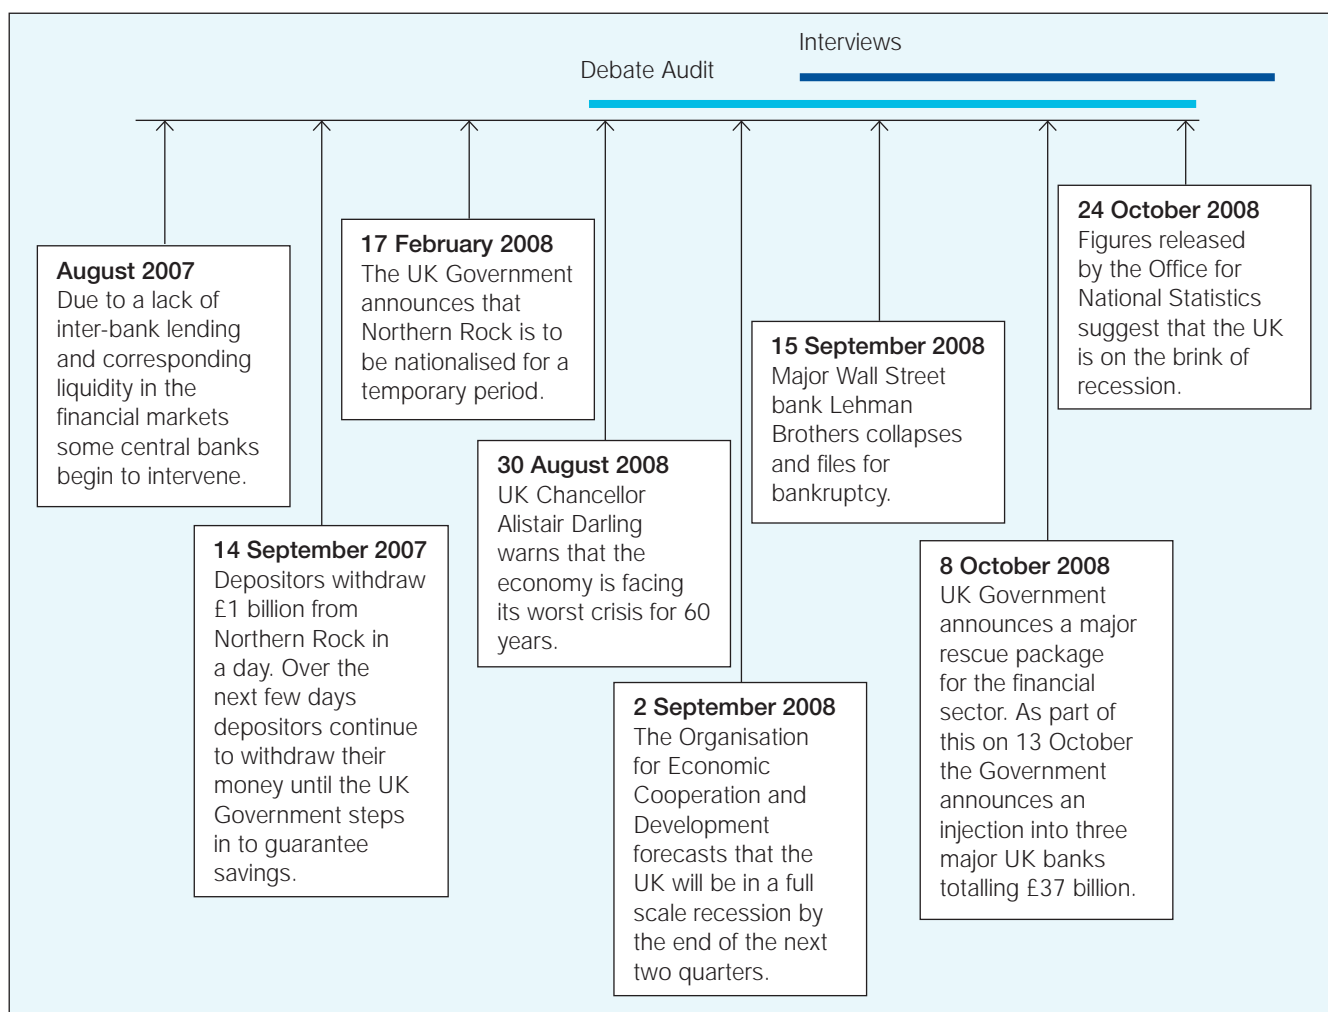 Interviews
Debate Audit
August 2007
Due to a lack of
inter-bank lending
and corresponding
liquidity in the
financial markets
some central banks
begin to intervene.
14 September 2007
Depositors withdraw
£1 billion from
Northern Rock in
a day. Over the
next few days
depositors continue
to withdraw their
money until the UK
Government steps
in to guarantee
savings.
17 February 2008
The UK Government
announces that
Northern Rock is to
be nationalised for a
temporary period.
30 August 2008
UK Chancellor
Alistair Darling
warns that the
economy is facing
its worst crisis for 60
years.
2 September 2008
The Organisation
for Economic
Cooperation and
Development
forecasts that the
UK will be in a full
scale recession by
the end of the next
two quarters.
15 September 2008
Major Wall Street
bank Lehman
Brothers collapses
and files for
bankruptcy.
8 October 2008
UK Government
announces a major
rescue package
for the financial
sector. As part of
this on 13 October
the Government
announces an
injection into three
major UK banks
totalling £37 billion.
24 October 2008
Figures released
by the Office for
National Statistics
suggest that the UK
is on the brink of
recession.